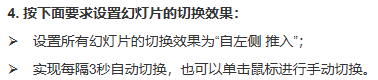 4. 按下面要求设置幻灯片的切换效果：
➢ 设置所有幻灯片的切换效果为“自左侧 推入”；
➢ 实现每隔3秒自动切换，也可以单击鼠标进行手动切换。